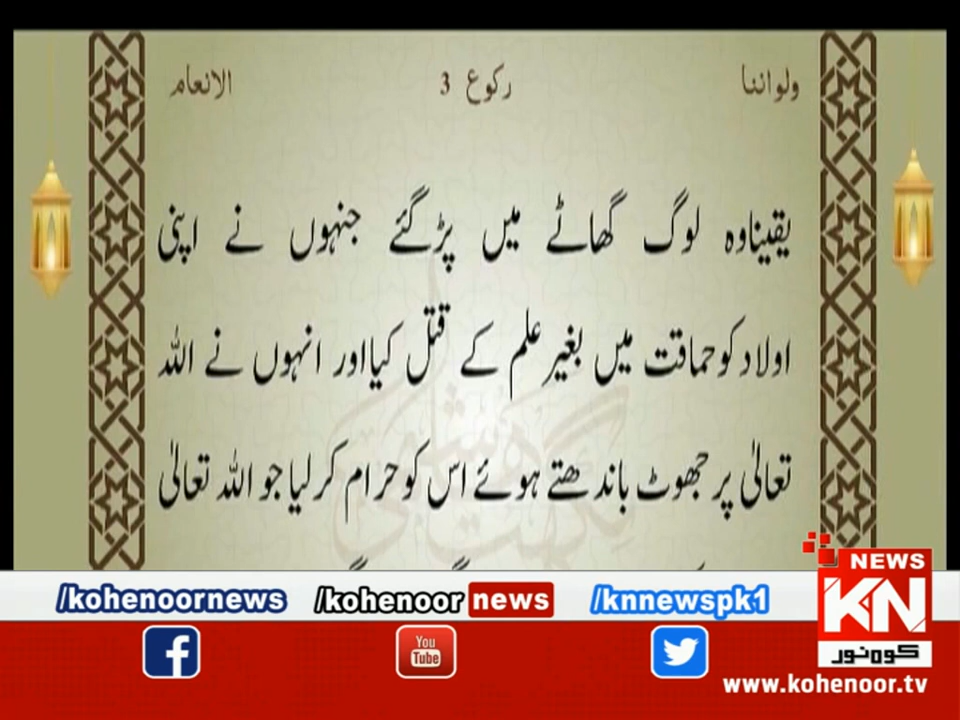 ولواننا رکوع 3 الانعام
یقیناوہ لوگ گھاٹے میں پڑگئے جنہوں نے اپنی
اولاد کوحماقت میں بغیر علم کے قتل کیااور انہوں نے اللہ
تعالیٰ پر جھوٹ باندھتے ہوئے اس کو حرام کرلیا جو اللہ تعالیٰ
/kohenoornews /kohenoor news /knnewspk1
You Tube
NEWS
KN
کوہ نور
www.kohenoor.tv